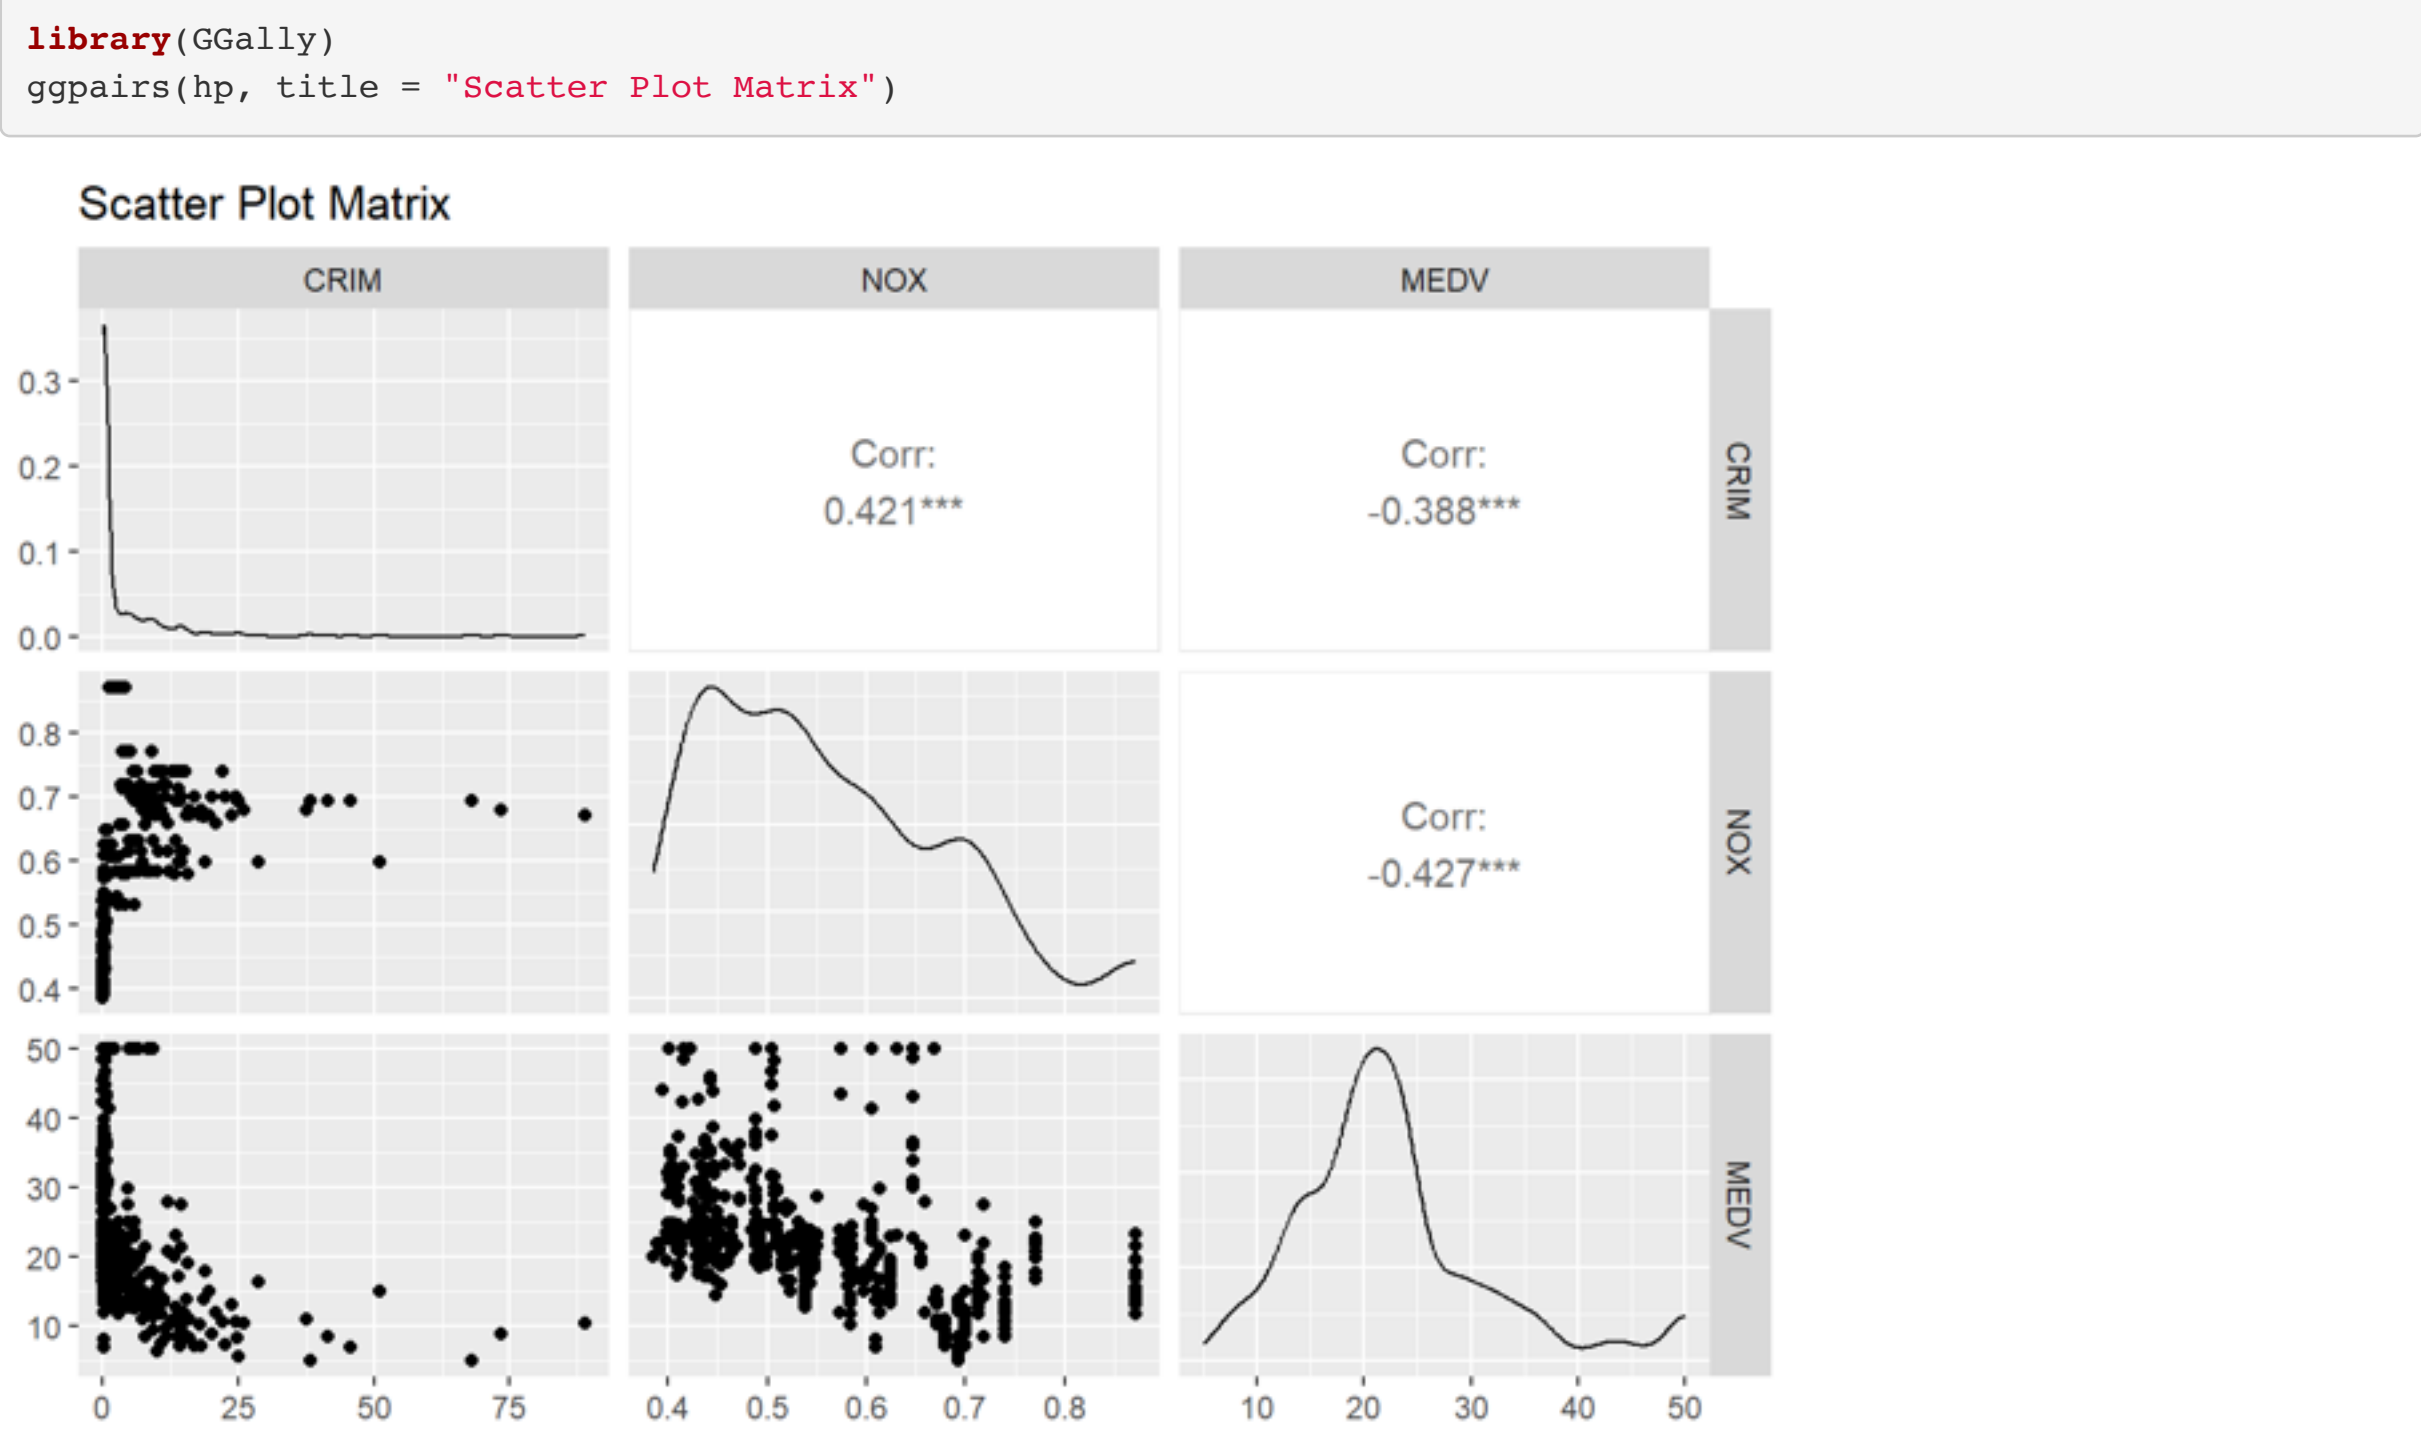 library(GGally)
ggpairs(hp, title = "Scatter Plot Matrix")
Scatter Plot Matrix
CRIM NOX MEDV
0.3
0.2
0.1
0.0
Corr:
0.421***
Corr:
-0.388***
CRIM
0.8
0.7
0.6
0.5
0.4
Corr:
-0.427***
NOX
50
40
30
20
10
MEDV
0 25 50 75
0.4 0.5 0.6 0.7 0.8
10 20 30 40 50